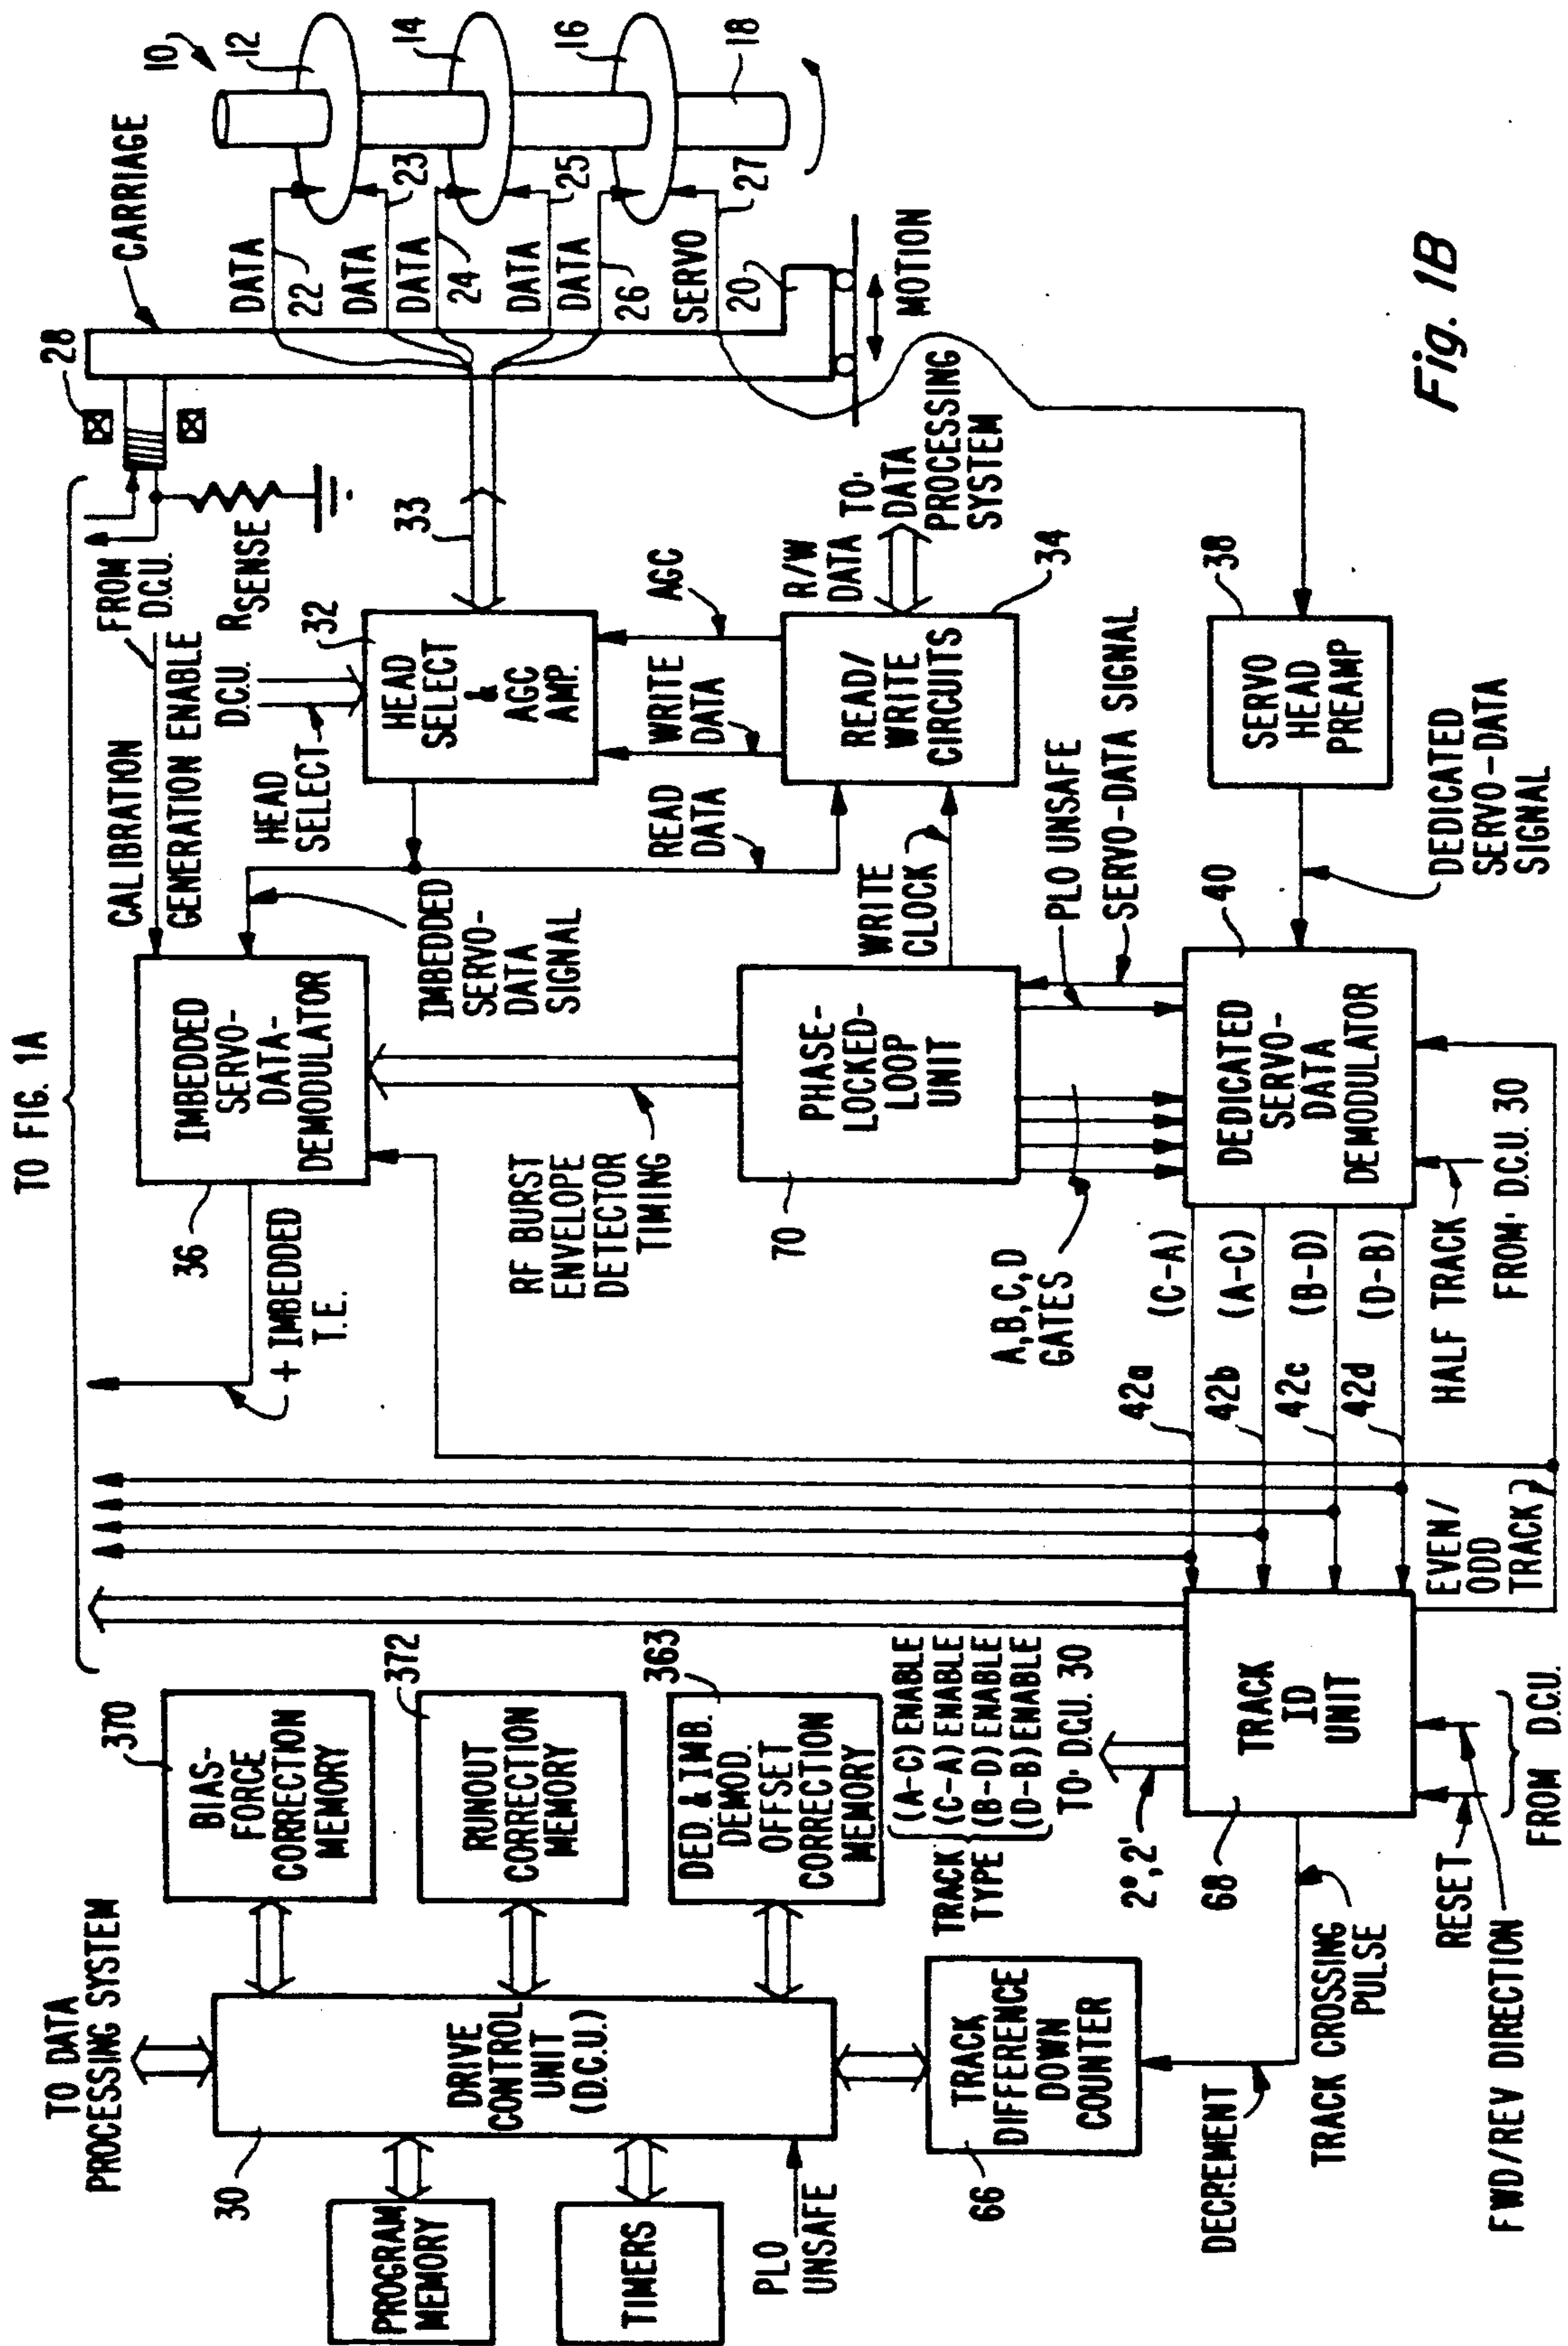 TO FIG. 1A
28
CARRIAGE
10
12
14
16
18
DATA
22
DATA
23
DATA
24
DATA
25
DATA
26
SERVO
27
20
MOTION
FROM
D.C.U.
RSENSE
CALIBRATION
GENERATION ENABLE
D.C.U.
HEAD
SELECT
32
HEAD
SELECT
&
AGC
AMP.
33
AGC
WRITE
DATA
READ
DATA
READ/
WRITE
CIRCUITS
34
R/W
DATA
TO
DATA
PROCESSING
SYSTEM
IMBEDDED
SERVO-
DATA-
DEMODULATOR
36
+ IMBEDDED
T.E.
IMBEDDED
SERVO-
DATA
SIGNAL
RF BURST
ENVELOPE
DETECTOR
TIMING
PHASE-
LOCKED-
LOOP
UNIT
70
WRITE
CLOCK
PLO UNSAFE
SERVO-DATA SIGNAL
A,B,C,D
GATES
38
SERVO
HEAD
PREAMP
DEDICATED
SERVO-DATA
SIGNAL
40
DEDICATED
SERVO-
DATA
DEMODULATOR
HALF TRACK
FROM D.C.U. 30
42a
(C-A)
42b
(A-C)
42c
(B-D)
42d
(D-B)
EVEN/
ODD
TRACK
TO DATA
PROCESSING SYSTEM
30
DRIVE
CONTROL
UNIT
(D.C.U.)
PROGRAM
MEMORY
TIMERS
PLO
UNSAFE
370
BIAS-
FORCE
CORRECTION
MEMORY
372
RUNOUT
CORRECTION
MEMORY
363
DED. & IMB.
DEMOD.
OFFSET
CORRECTION
MEMORY
TRACK
TYPE
(A-C) ENABLE
(C-A) ENABLE
(B-D) ENABLE
(D-B) ENABLE
TO D.C.U. 30
2°, 2'
66
TRACK
DIFFERENCE
DOWN
COUNTER
DECREMENT
TRACK CROSSING
PULSE
68
TRACK
ID
UNIT
RESET
FWD/REV DIRECTION
FROM D.C.U.
Fig. 1B